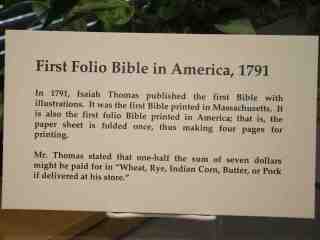 First Folio Bible in America, 1791
In 1791, Isaiah Thomas published the first Bible with
illustrations. It was the first Bible printed in Massachusetts. It
is also the first folio Bible printed in America; that is, the
paper sheet is folded once, thus making four pages for
printing.
Mr. Thomas stated that one-half the sum of seven dollars
might be paid for in "Wheat, Rye, Indian Corn, Butter, or Pork
if delivered at his store."